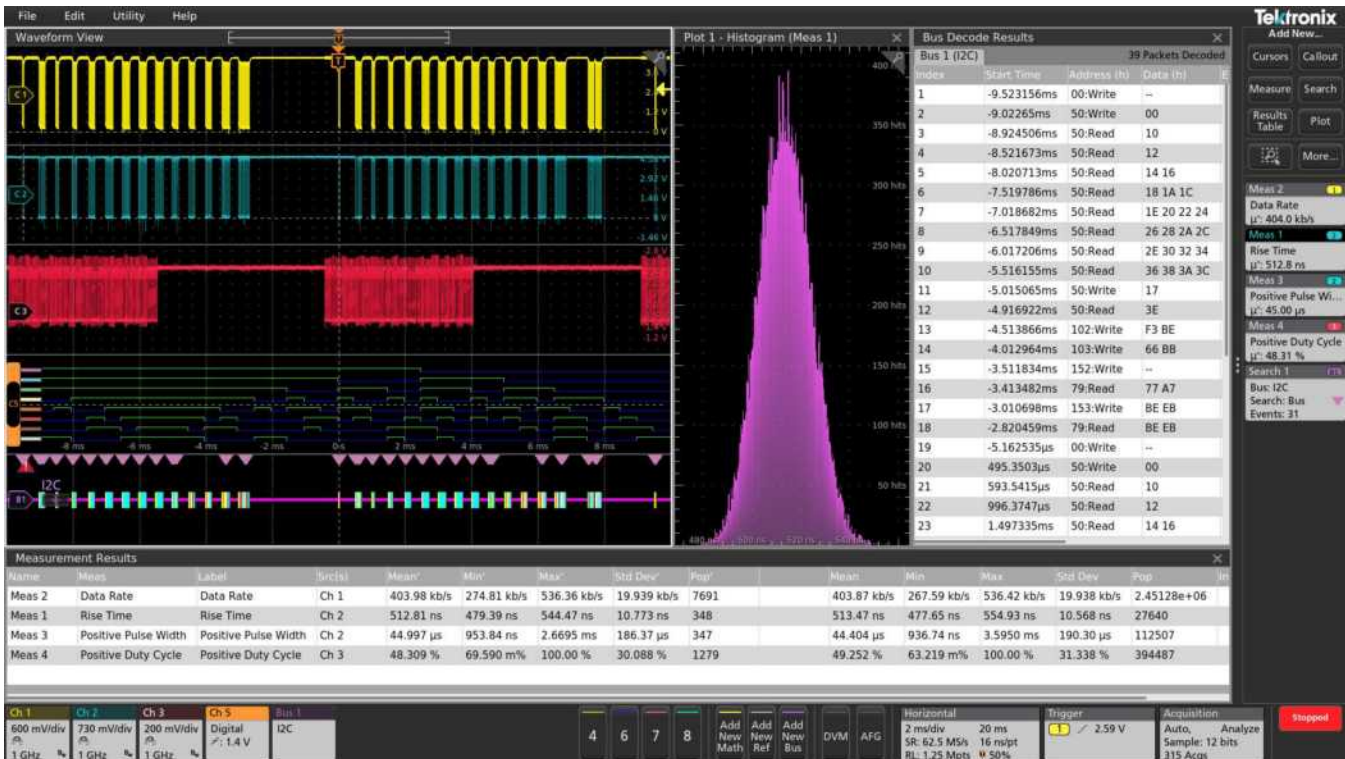 File Edit Utility Help
Tektronix
Waveform View
Plot 1 - Histogram (Meas 1)
Bus Decode Results
Add New...
Bus 1 (I2C) 39 Packets Decoded
Index Start Time Address (h) Data (h)
1 -9.523156ms 00:Write --
2 -9.02265ms 50:Write 00
3 -8.924506ms 50:Read 10
4 -8.521673ms 50:Read 12
5 -8.020713ms 50:Read 14 16
6 -7.519786ms 50:Read 18 1A 1C
7 -7.018682ms 50:Read 1E 20 22 24
8 -6.517849ms 50:Read 26 28 2A 2C
9 -6.017206ms 50:Read 2E 30 32 34
10 -5.516155ms 50:Read 36 38 3A 3C
11 -5.015065ms 50:Write 17
12 -4.916922ms 50:Read 3E
13 -4.513866ms 102:Write F3 BE
14 -4.012964ms 103:Write 66 BB
15 -3.511834ms 152:Write --
16 -3.413482ms 79:Read 77 A7
17 -3.010698ms 153:Write BE EB
18 -2.820459ms 79:Read BE EB
19 -5.162535µs 00:Write --
20 495.3503µs 50:Write 00
21 593.5415µs 50:Read 10
22 996.3747µs 50:Read 12
23 1.497335ms 50:Read 14 16
Cursors Callout
Measure Search
Results Table Plot
More...
Meas 2 1
Data Rate
µ': 404.0 kb/s
Meas 1 2
Rise Time
µ': 512.8 ns
Meas 3 2
Positive Pulse Wi...
µ': 45.00 µs
Meas 4
Positive Duty Cycle
µ': 48.31 %
Search 1
Bus: I2C
Search: Bus
Events: 31
T
C1
1.2 V
0 V
C2
2.92 V
1.46 V
-1.46 V
C3
1.2 V
C5
-8 ms -6 ms -4 ms -2 ms 0 s 2 ms 4 ms 6 ms 8 ms
I2C
B1
350 hits
300 hits
250 hits
200 hits
150 hits
100 hits
50 hits
Measurement Results
Name Meas Label Src(s) Mean' Min' Max' Std Dev' Pop' Mean Min Max Std Dev Pop
Meas 2 Data Rate Data Rate Ch 1 403.98 kb/s 274.81 kb/s 536.36 kb/s 19.939 kb/s 7691 403.87 kb/s 267.59 kb/s 536.42 kb/s 19.938 kb/s 2.45128e+06
Meas 1 Rise Time Rise Time Ch 2 512.81 ns 479.39 ns 544.47 ns 10.773 ns 348 513.47 ns 477.65 ns 554.93 ns 10.568 ns 27640
Meas 3 Positive Pulse Width Positive Pulse Width Ch 2 44.997 µs 953.84 ns 2.6695 ms 186.37 µs 347 44.404 µs 936.74 ns 3.5950 ms 190.30 µs 112507
Meas 4 Positive Duty Cycle Positive Duty Cycle Ch 3 48.309 % 69.590 m% 100.00 % 30.088 % 1279 49.252 % 63.219 m% 100.00 % 31.338 % 394487
Ch 1
600 mV/div
1 GHz
Ch 2
730 mV/div
1 GHz
Ch 3
200 mV/div
1 GHz
Ch 5
Digital
: 1.4 V
Bus 1
I2C
4 6 7 8
Add New Math
Add New Ref
Add New Bus
DVM AFG
Horizontal
2 ms/div 20 ms
SR: 62.5 MS/s 16 ns/pt
RL: 1.25 Mpts 50%
Trigger
1 2.59 V
Acquisition
Auto, Analyze
Sample: 12 bits
315 Acqs
Stopped